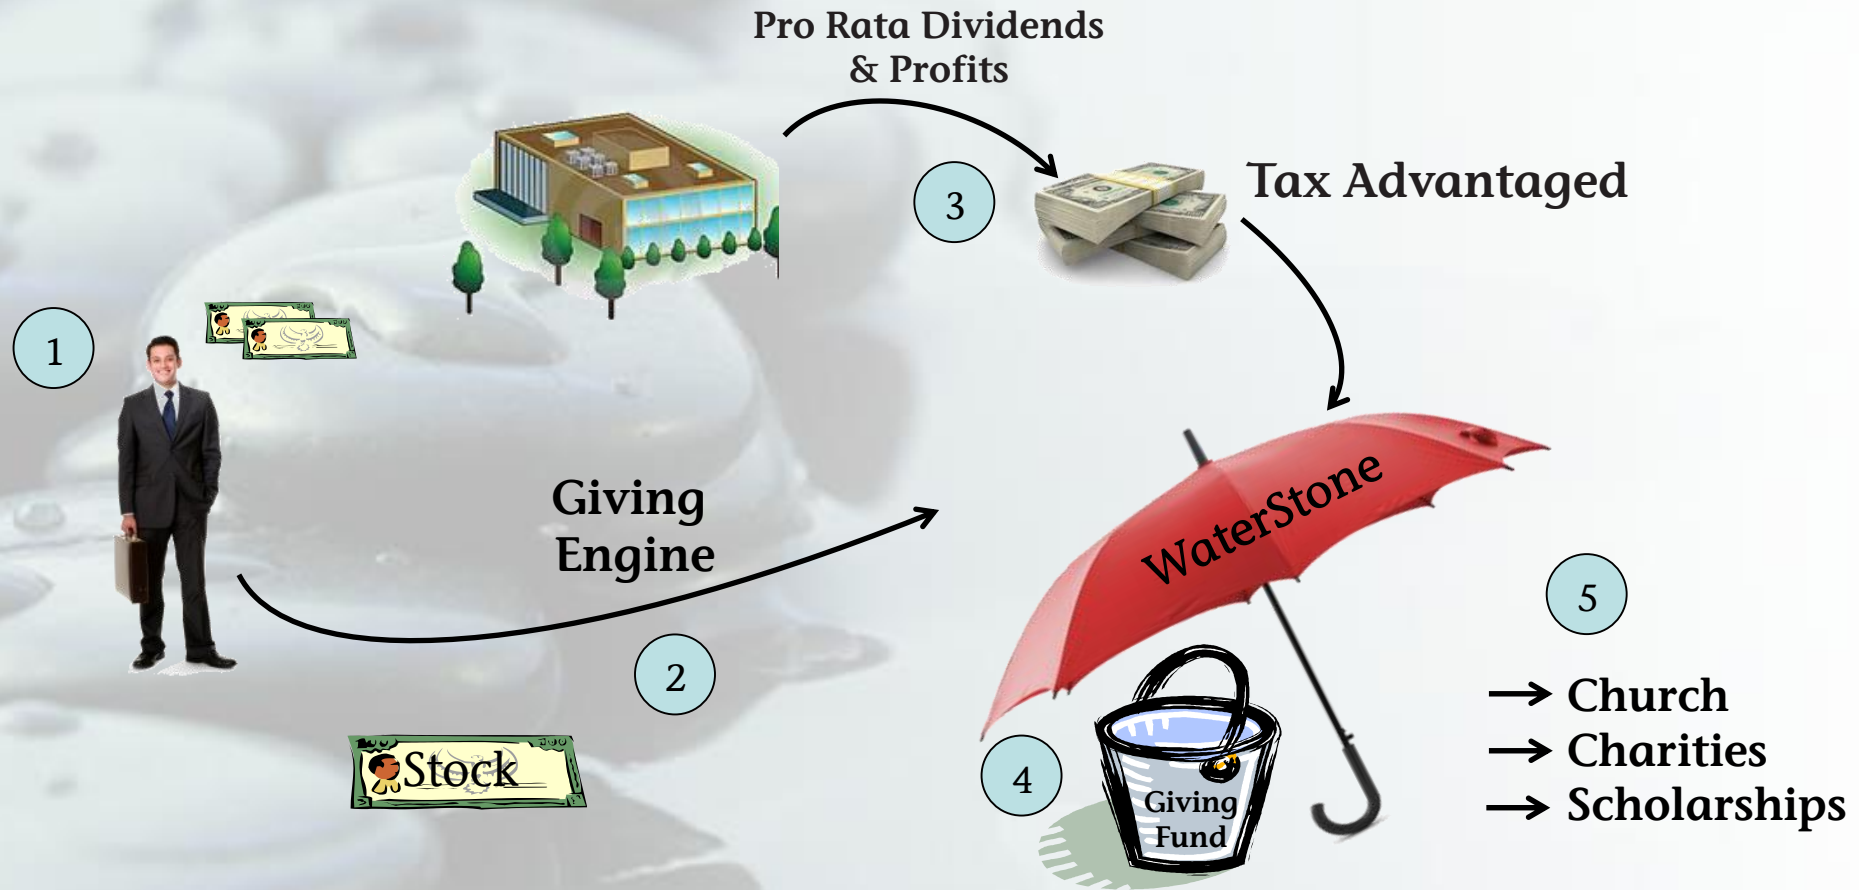 Pro Rata Dividends
& Profits
3
Tax Advantaged
1
Giving
Engine
2
Stock
WaterStone
4
Giving
Fund
5
→ Church
→ Charities
→ Scholarships